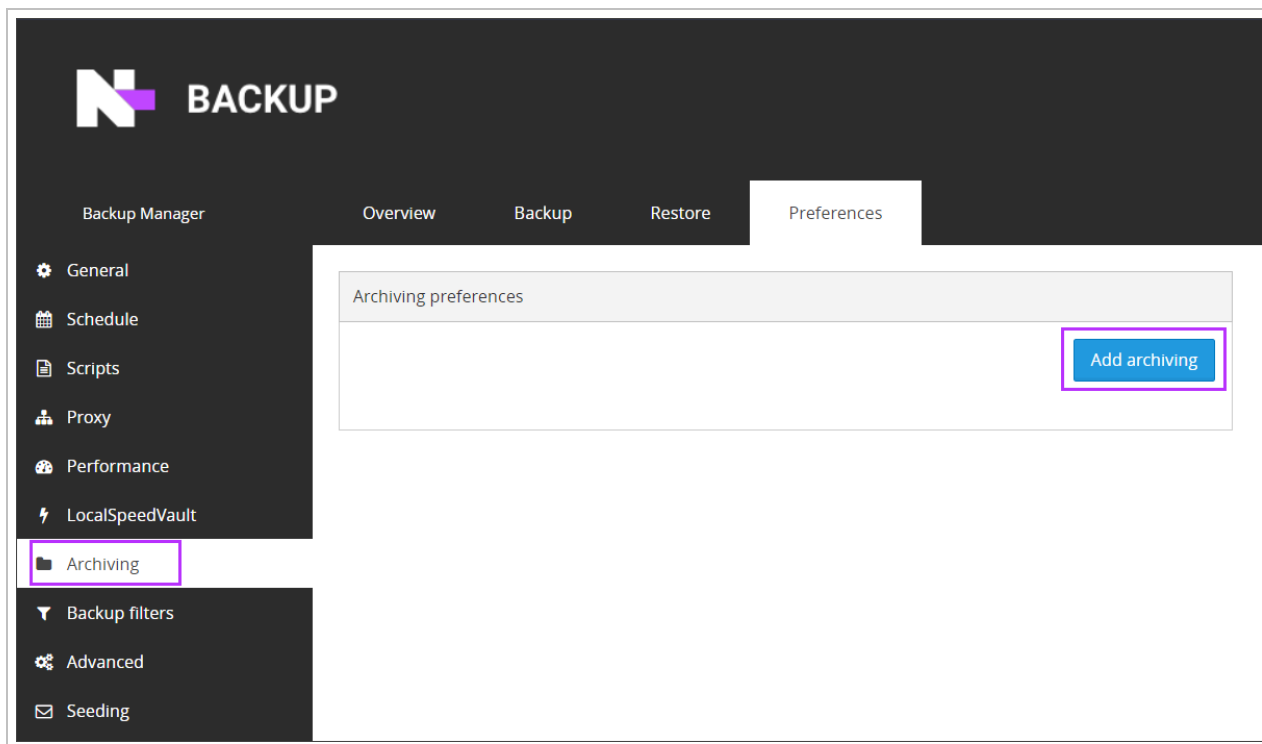 BACKUP
Backup Manager
Overview
Backup
Restore
Preferences
General
Schedule
Scripts
Proxy
Performance
LocalSpeedVault
Archiving
Backup filters
Advanced
Seeding
Archiving preferences
Add archiving